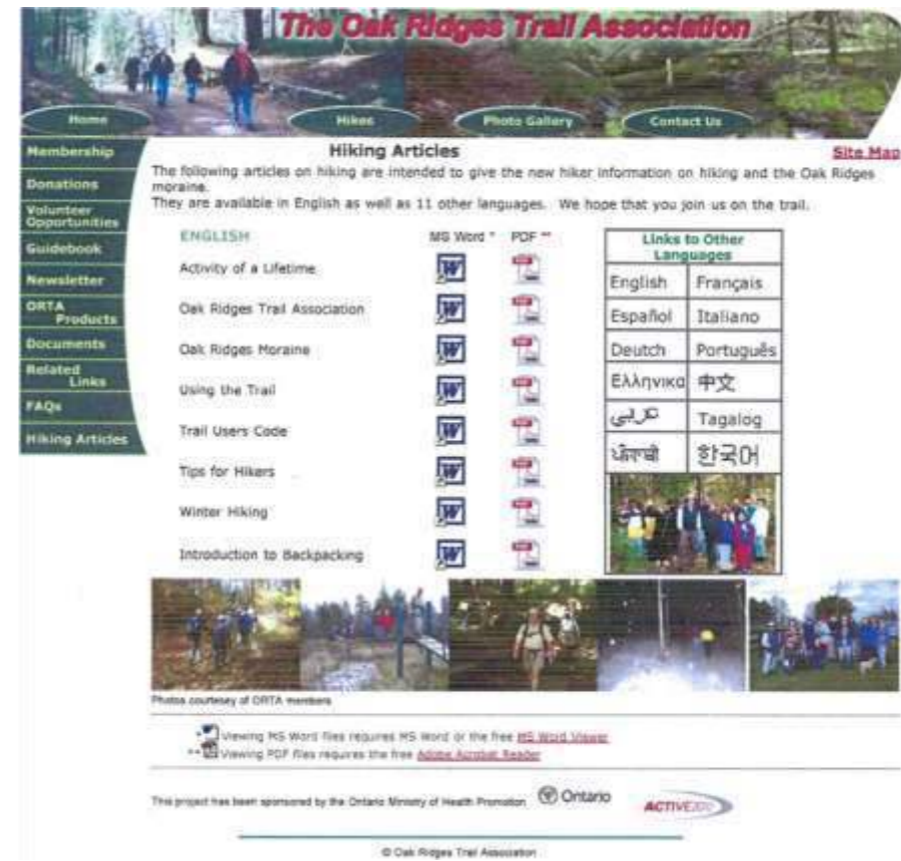 The Oak Ridges Trail Association
Home
Hikes
Photo Gallery
Contact Us
Membership
Donations
Volunteer
Opportunities
Guidebook
Newsletter
ORTA
Products
Documents
Related
Links
FAQs
Hiking Articles
Hiking Articles
Site Map
The following articles on hiking are intended to give the new hiker information on hiking and the Oak Ridges
moraine.
They are available in English as well as 11 other languages. We hope that you join us on the trail.
ENGLISH MS Word * PDF **
Activity of a Lifetime
Oak Ridges Trail Association
Oak Ridges Moraine
Using the Trail
Trail Users Code
Tips for Hikers
Winter Hiking
Introduction to Backpacking
Links to Other
Languages
English Français
Español Italiano
Deutch Português
Ελληνικα 中文
Tagalog
ਪੰਜਾਬੀ 한국어
Photos courtesey of ORTA members
* Viewing MS Word files requires MS Word or the free MS Word Viewer
** Viewing PDF files requires the free Adobe Acrobat Reader
This project has been sponsored by the Ontario Ministry of Health Promotion Ontario
© Oak Ridges Trail Association